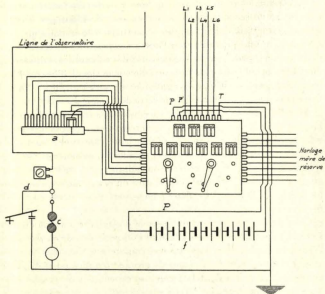 L1 L3 L5
L2 L4 L6
Ligne de l'observatoire
P F T
a
Horloge
mère de
réserve
C
d
P
c
f